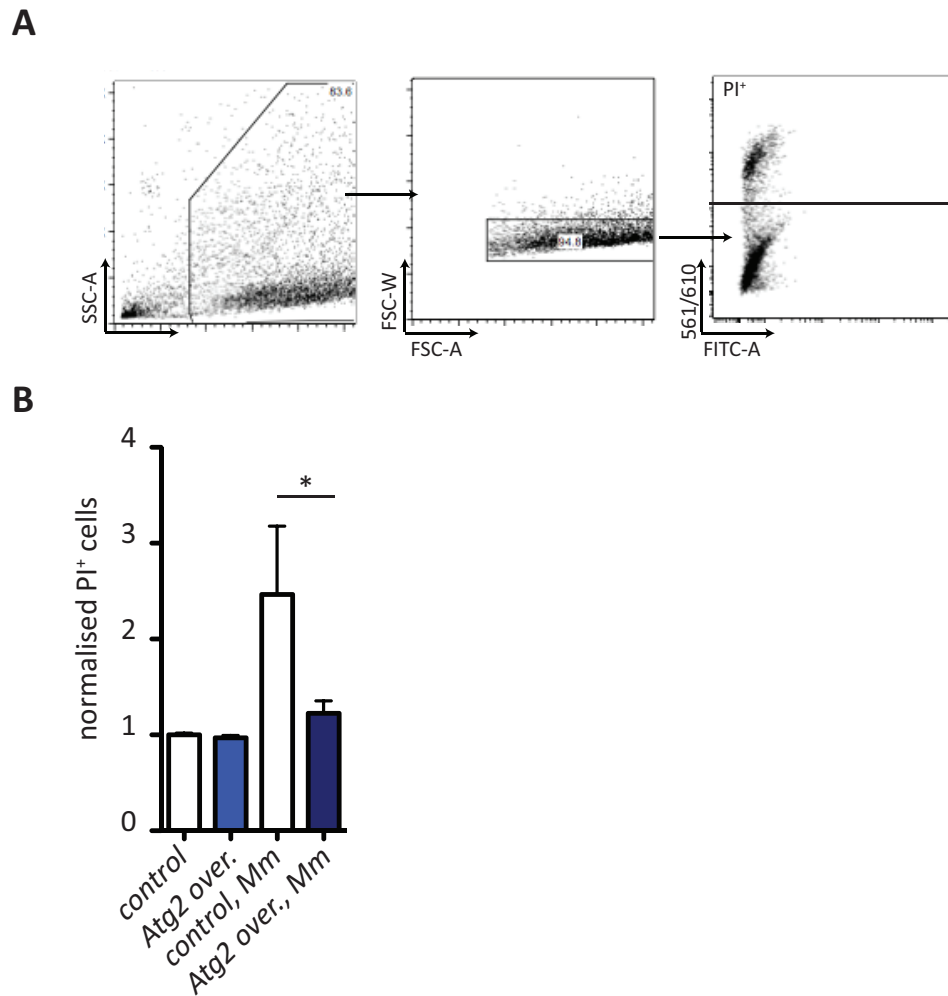 A
83.6
SSC-A
94.8
FSC-W
FSC-A
PI⁺
561/610
FITC-A
B
4
3
2
1
0
normalised PI⁺ cells
*
control
Atg2 over.
control, Mm
Atg2 over., Mm